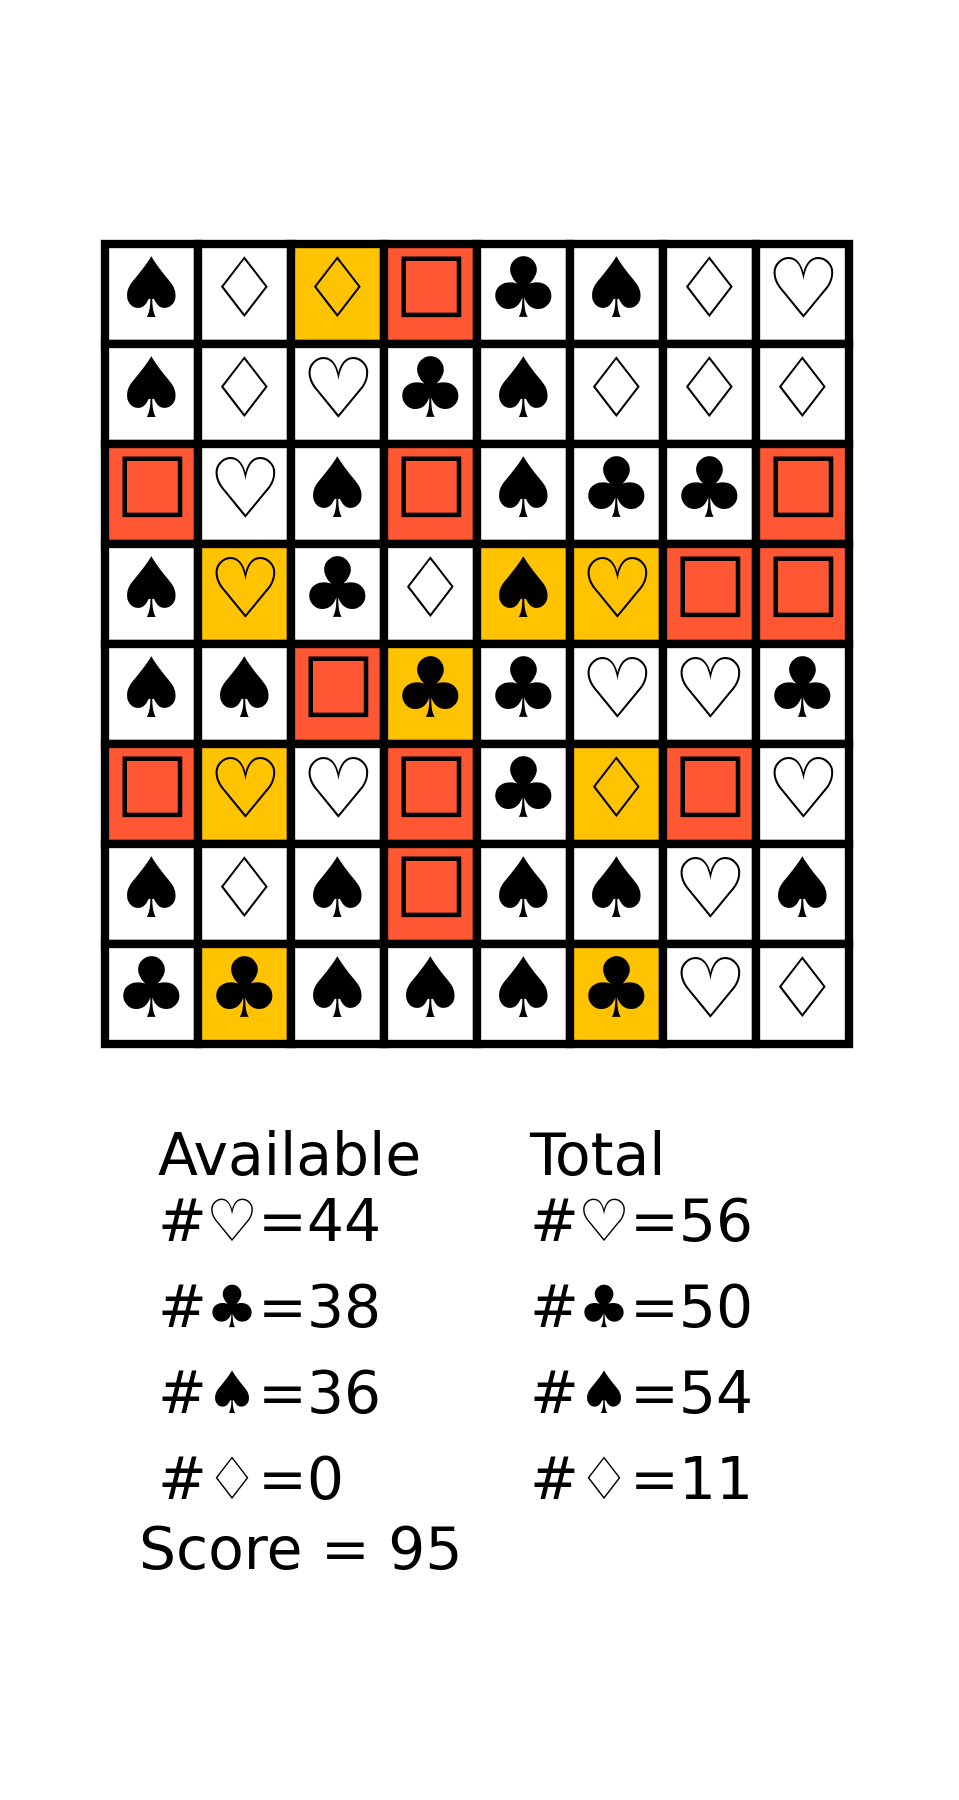 ♠ ♢ ♢ □ ♣ ♠ ♢ ♡
♠ ♢ ♡ ♣ ♠ ♢ ♢ ♢
□ ♡ ♠ □ ♠ ♣ ♣ □
♠ ♡ ♣ ♢ ♠ ♡ □ □
♠ ♠ □ ♣ ♣ ♡ ♡ ♣
□ ♡ ♡ □ ♣ ♢ □ ♡
♠ ♢ ♠ □ ♠ ♠ ♡ ♠
♣ ♣ ♠ ♠ ♠ ♣ ♡ ♢
Available Total
#♡=44 #♡=56
#♣=38 #♣=50
#♠=36 #♠=54
#♢=0 #♢=11
Score = 95